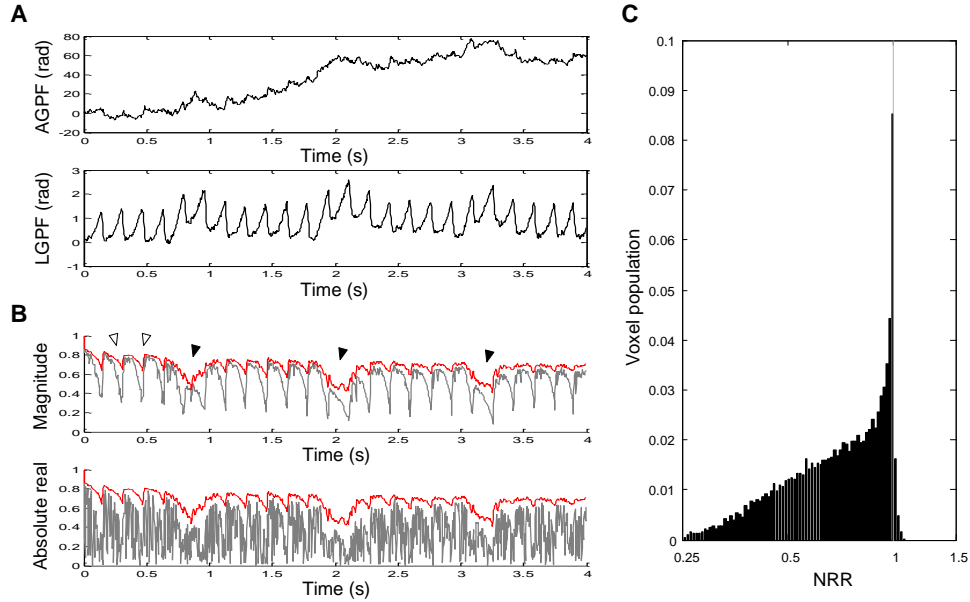 A
80
60
40
20
0
-20
AGPF (rad)
0 0.5 1 1.5 2 2.5 3 3.5 4
Time (s)
3
2
1
0
-1
LGPF (rad)
0 0.5 1 1.5 2 2.5 3 3.5 4
Time (s)
B
1
0.8
0.6
0.4
0.2
0
Magnitude
0 0.5 1 1.5 2 2.5 3 3.5 4
Time (s)
1
0.8
0.6
0.4
0.2
0
Absolute real
0 0.5 1 1.5 2 2.5 3 3.5 4
Time (s)
C
0.1
0.09
0.08
0.07
0.06
0.05
0.04
0.03
0.02
0.01
0
Voxel population
0.25 0.5 1 1.5
NRR